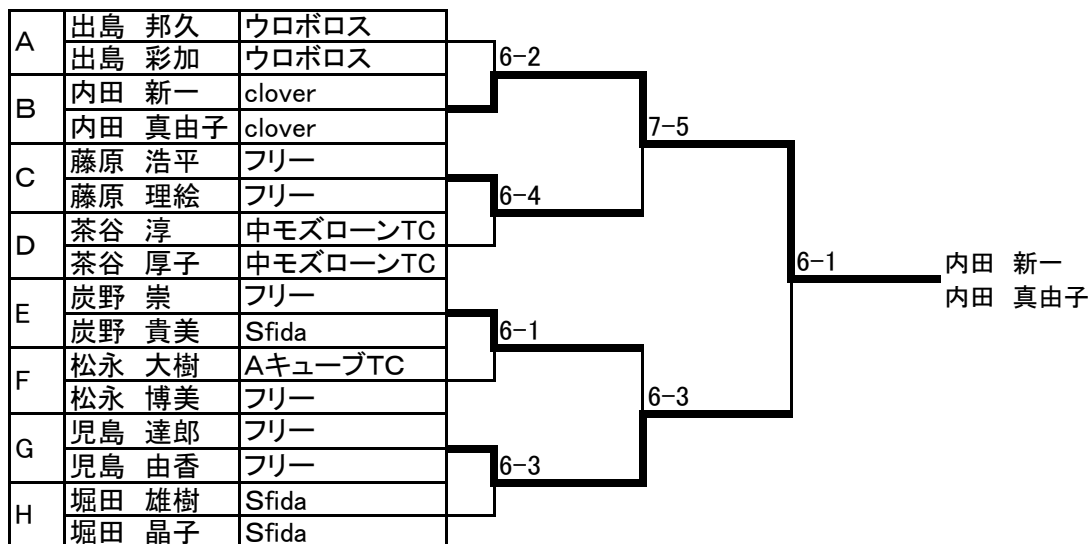 A 出島 邦久 ウロボロス
出島 彩加 ウロボロス
6-2
B 内田 新一 clover
内田 真由子 clover
7-5
C 藤原 浩平 フリー
藤原 理絵 フリー
6-4
D 茶谷 淳 中モズローンTC
茶谷 厚子 中モズローンTC
6-1
内田 新一
内田 真由子
E 炭野 崇 フリー
炭野 貴美 Sfida
6-1
F 松永 大樹 AキューブTC
松永 博美 フリー
6-3
G 児島 達郎 フリー
児島 由香 フリー
6-3
H 堀田 雄樹 Sfida
堀田 晶子 Sfida